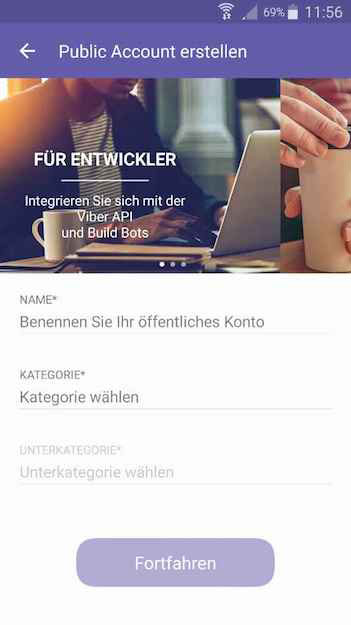 69% 11:56
Public Account erstellen
FÜR ENTWICKLER
Integrieren Sie sich mit der
Viber API
und Build Bots
NAME*
Benennen Sie Ihr öffentliches Konto
KATEGORIE*
Kategorie wählen
UNTERKATEGORIE*
Unterkategorie wählen
Fortfahren